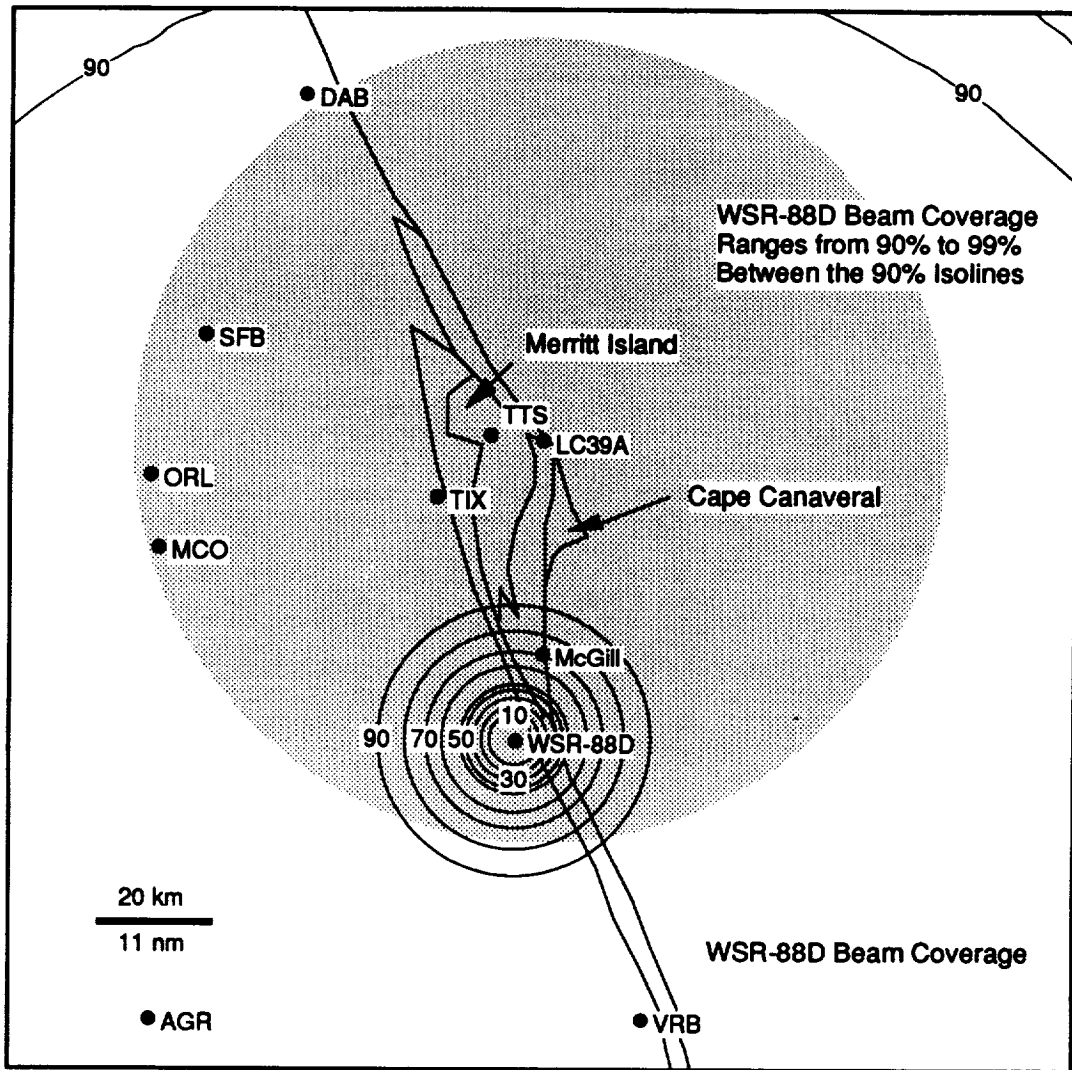 90
DAB
90
WSR-88D Beam Coverage
Ranges from 90% to 99%
Between the 90% Isolines
SFB
Merritt Island
TTS
LC39A
ORL
TIX
Cape Canaveral
MCO
McGill
10
90
70
50
WSR-88D
30
20 km
11 nm
WSR-88D Beam Coverage
AGR
VRB